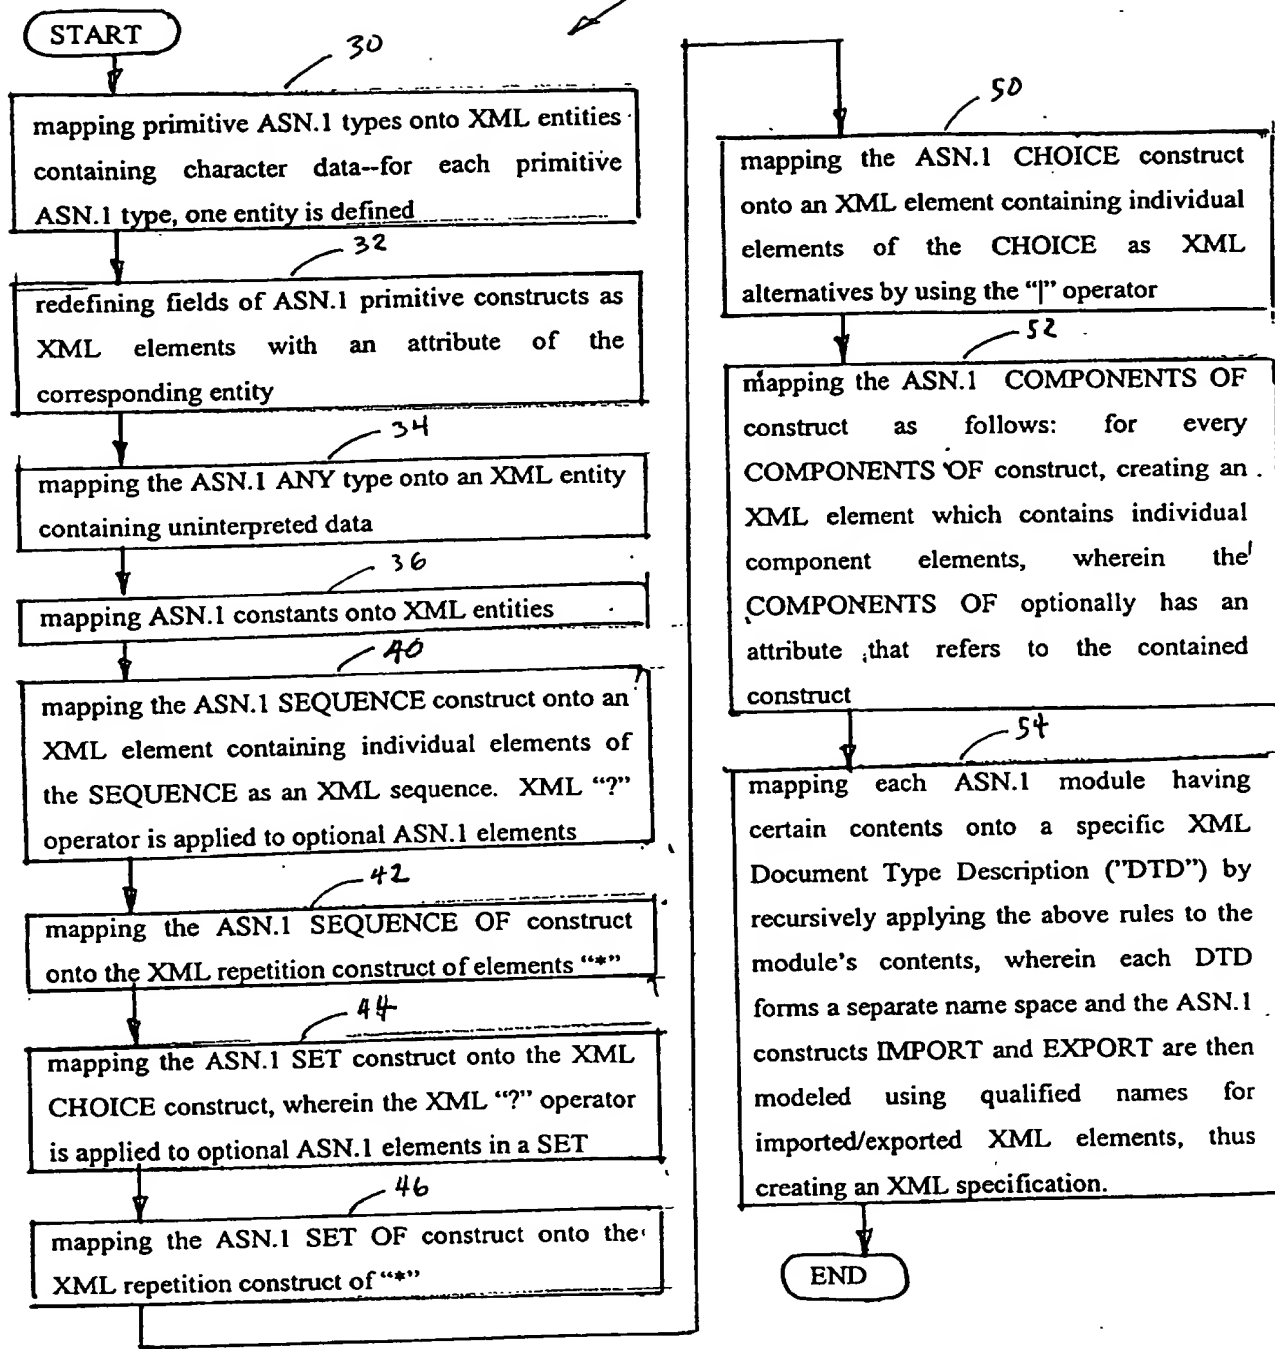 START
30
mapping primitive ASN.1 types onto XML entities
containing character data--for each primitive
ASN.1 type, one entity is defined
32
redefining fields of ASN.1 primitive constructs as
XML elements with an attribute of the
corresponding entity
34
mapping the ASN.1 ANY type onto an XML entity
containing uninterpreted data
36
mapping ASN.1 constants onto XML entities
40
mapping the ASN.1 SEQUENCE construct onto an
XML element containing individual elements of
the SEQUENCE as an XML sequence. XML “?”
operator is applied to optional ASN.1 elements
42
mapping the ASN.1 SEQUENCE OF construct
onto the XML repetition construct of elements “*”
44
mapping the ASN.1 SET construct onto the XML
CHOICE construct, wherein the XML “?” operator
is applied to optional ASN.1 elements in a SET
46
mapping the ASN.1 SET OF construct onto the
XML repetition construct of “*”
50
mapping the ASN.1 CHOICE construct
onto an XML element containing individual
elements of the CHOICE as XML
alternatives by using the “|” operator
52
mapping the ASN.1 COMPONENTS OF
construct as follows: for every
COMPONENTS OF construct, creating an
XML element which contains individual
component elements, wherein the
COMPONENTS OF optionally has an
attribute that refers to the contained
construct
54
mapping each ASN.1 module having
certain contents onto a specific XML
Document Type Description ("DTD") by
recursively applying the above rules to the
module's contents, wherein each DTD
forms a separate name space and the ASN.1
constructs IMPORT and EXPORT are then
modeled using qualified names for
imported/exported XML elements, thus
creating an XML specification.
END